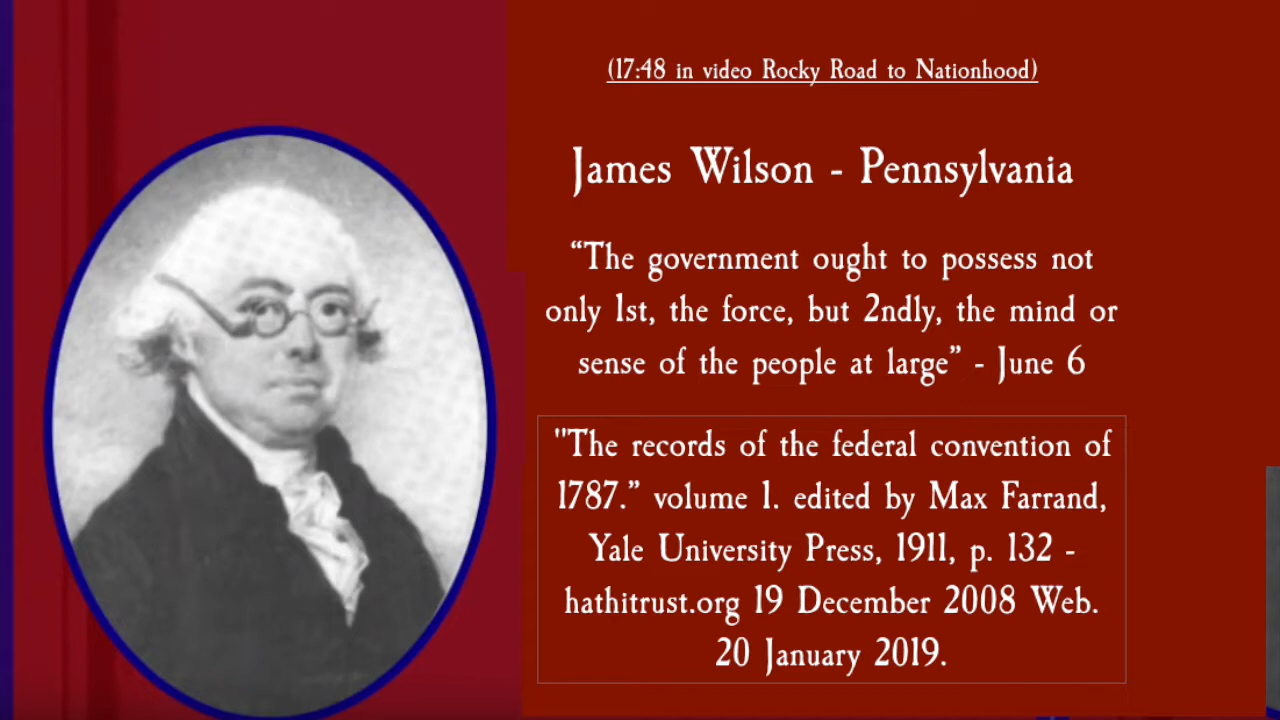 (17:48 in video Rocky Road to Nationhood)
James Wilson - Pennsylvania
“The government ought to possess not
only 1st, the force, but 2ndly, the mind or
sense of the people at large” - June 6
"The records of the federal convention of
1787.” volume 1. edited by Max Farrand,
Yale University Press, 1911, p. 132 -
hathitrust.org 19 December 2008 Web.
20 January 2019.